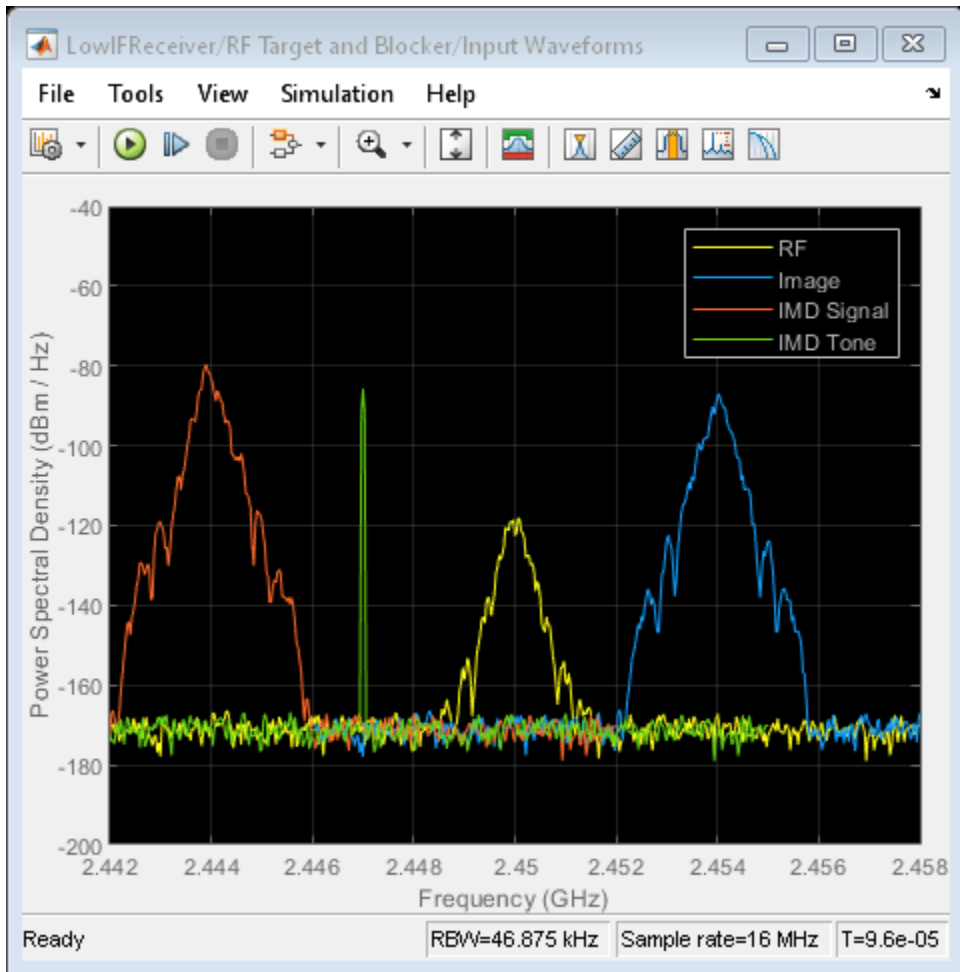 LowIFReceiver/RF Target and Blocker/Input Waveforms
File Tools View Simulation Help
-40
-60
-80
-100
-120
-140
-160
-180
-200
Power Spectral Density (dBm / Hz)
RF
Image
IMD Signal
IMD Tone
2.442 2.444 2.446 2.448 2.45 2.452 2.454 2.456 2.458
Frequency (GHz)
Ready RBW=46.875 kHz Sample rate=16 MHz T=9.6e-05